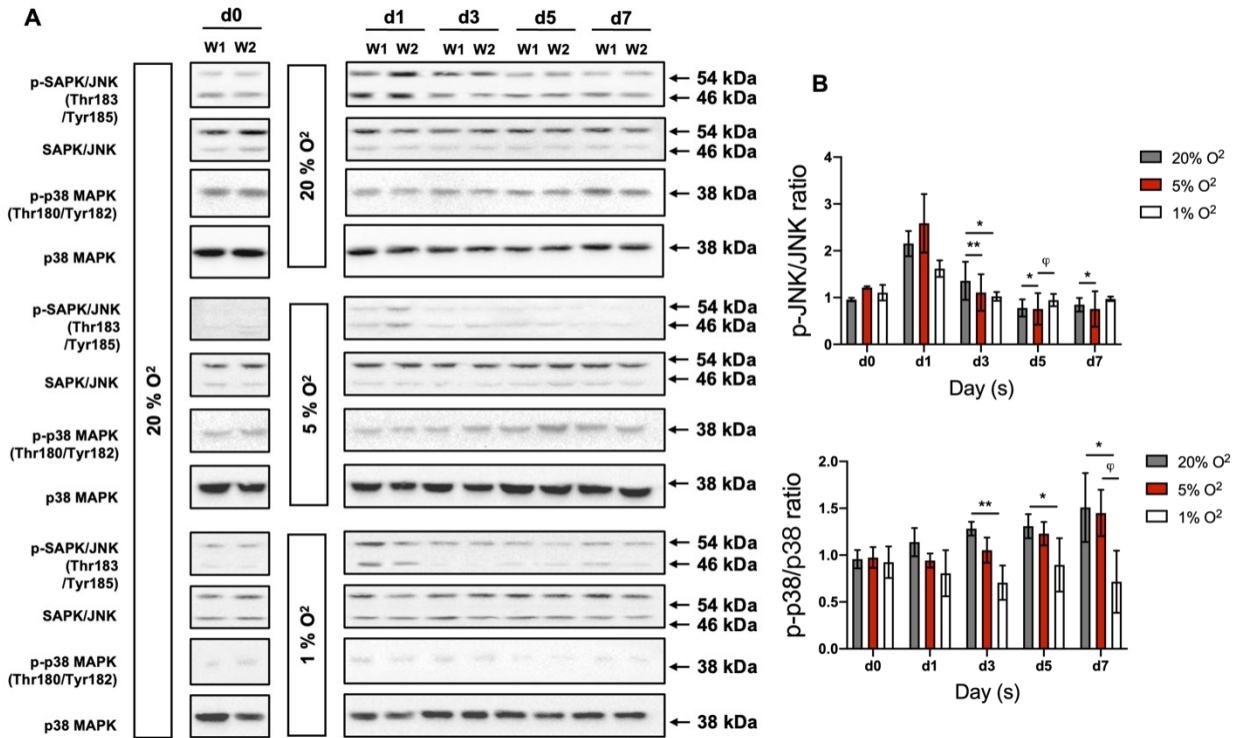 A
d0
d1 d3 d5 d7
W1 W2
W1 W2 W1 W2 W1 W2 W1 W2
20 % O²
20 % O²
p-SAPK/JNK
(Thr183
/Tyr185)
← 54 kDa
← 46 kDa
SAPK/JNK
← 54 kDa
← 46 kDa
p-p38 MAPK
(Thr180/Tyr182)
← 38 kDa
p38 MAPK
← 38 kDa
5 % O²
p-SAPK/JNK
(Thr183
/Tyr185)
← 54 kDa
← 46 kDa
SAPK/JNK
← 54 kDa
← 46 kDa
p-p38 MAPK
(Thr180/Tyr182)
← 38 kDa
p38 MAPK
← 38 kDa
1 % O²
p-SAPK/JNK
(Thr183
/Tyr185)
← 54 kDa
← 46 kDa
SAPK/JNK
← 54 kDa
← 46 kDa
p-p38 MAPK
(Thr180/Tyr182)
← 38 kDa
p38 MAPK
← 38 kDa
B
p-JNK/JNK ratio
4
3
2
1
0
* ** * φ *
d0 d1 d3 d5 d7
Day (s)
20% O²
5% O²
1% O²
p-p38/p38 ratio
2.0
1.5
1.0
0.5
0.0
** * * φ
d0 d1 d3 d5 d7
Day (s)
20% O²
5% O²
1% O²